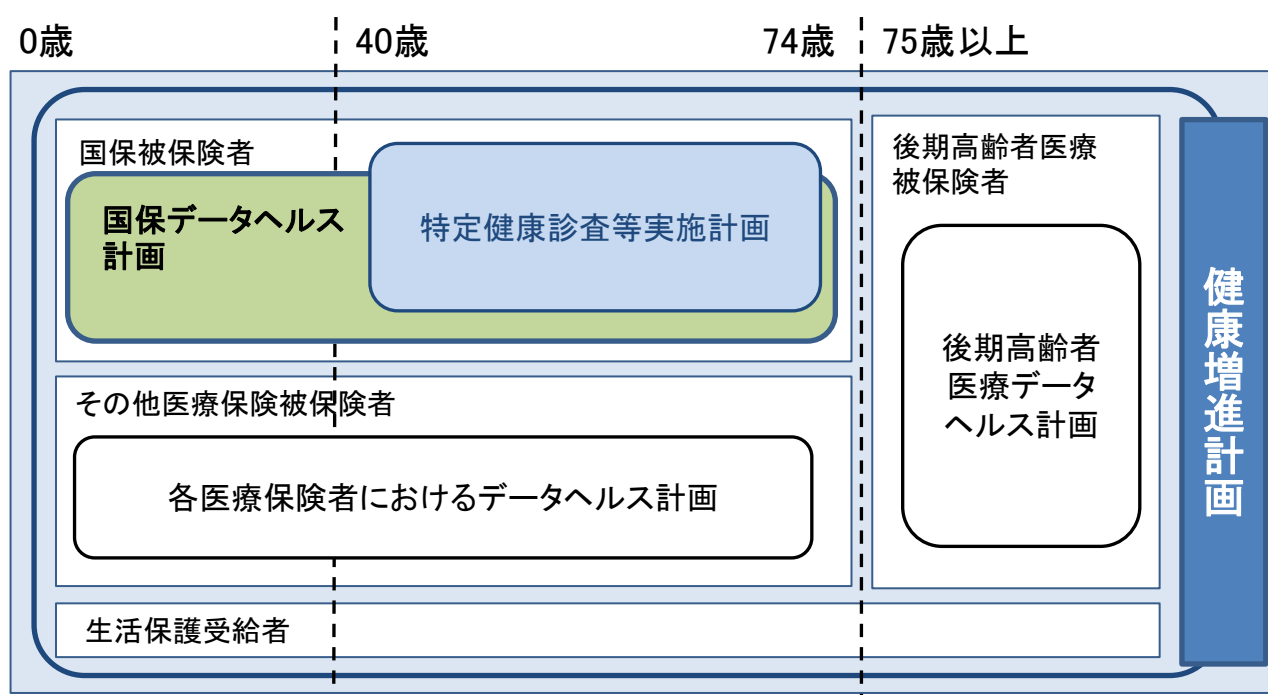 0歳
40歳
74歳
75歳以上
国保被保険者
国保データヘルス
計画
特定健康診査等実施計画
後期高齢者医療
被保険者
後期高齢者
医療データ
ヘルス計画
その他医療保険被保険者
各医療保険者におけるデータヘルス計画
生活保護受給者
健康増進計画